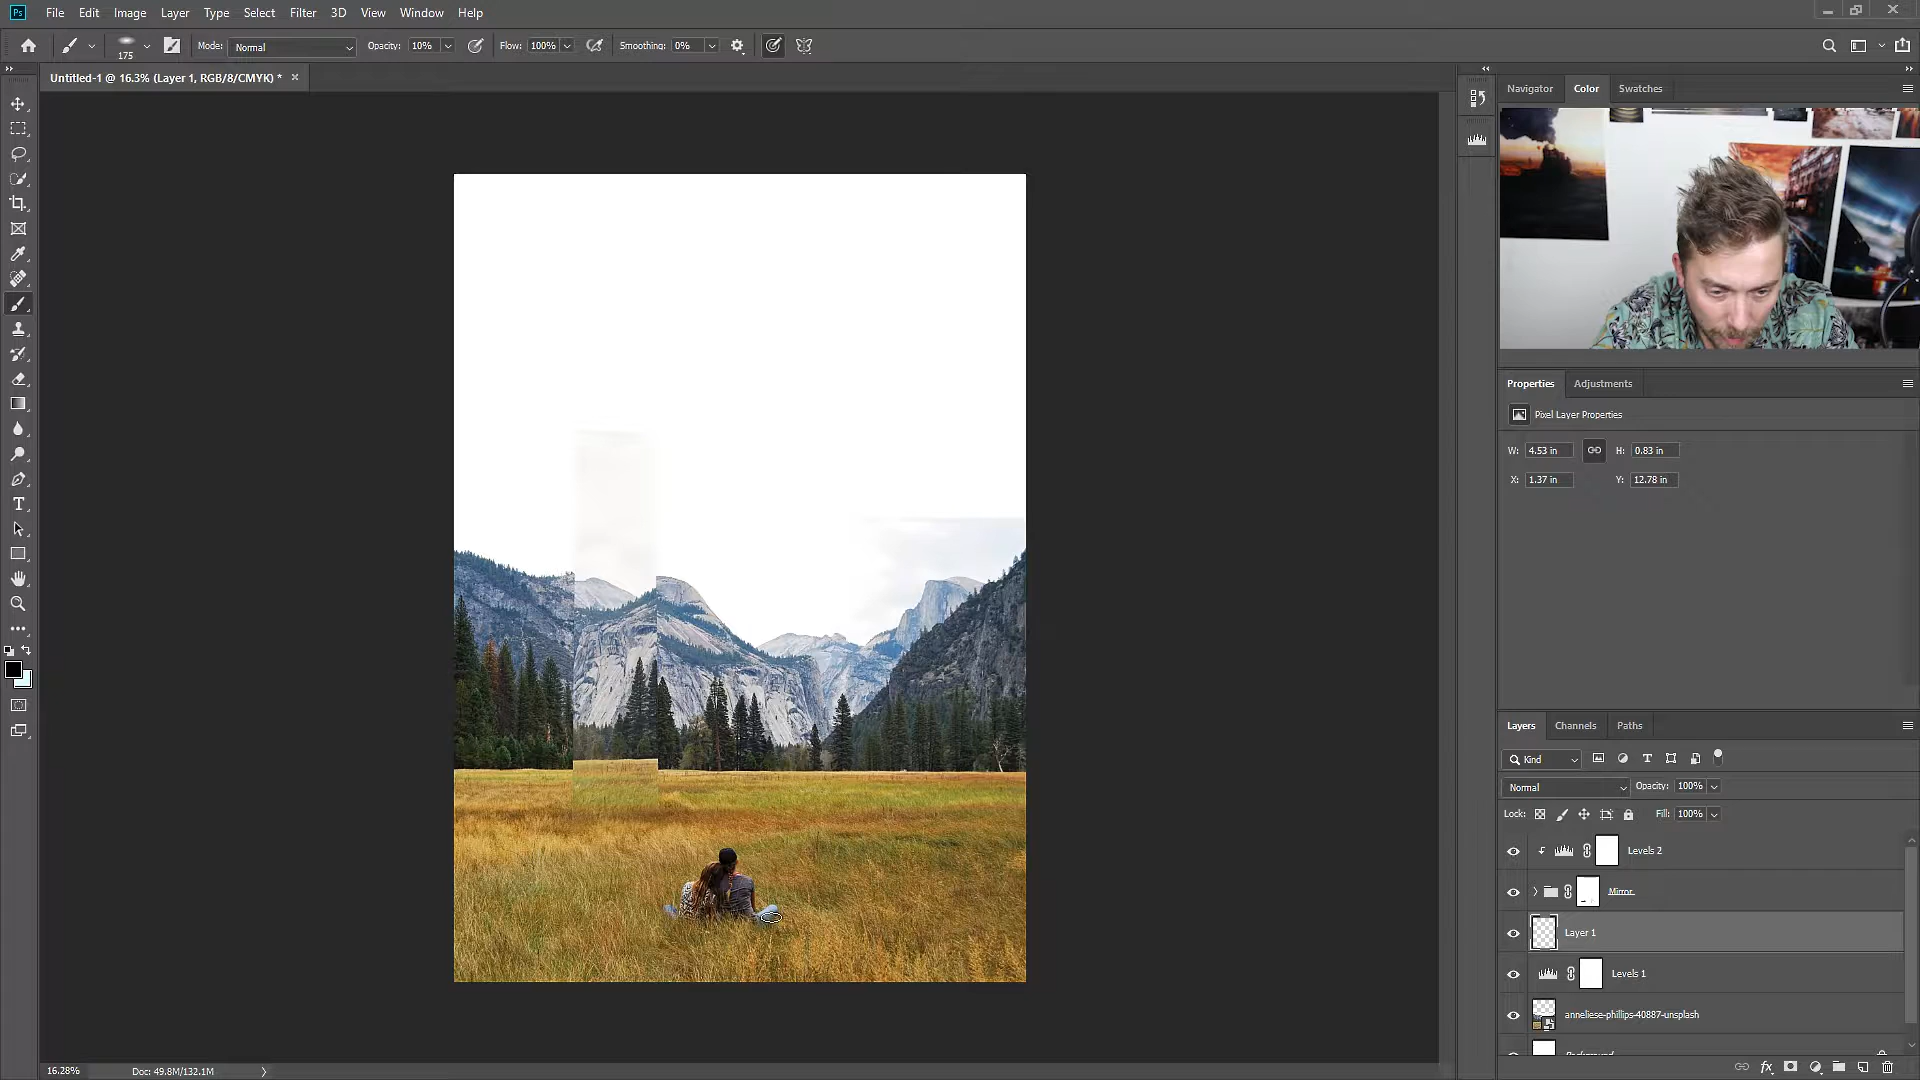 Ps File Edit Image Layer Type Select Filter 3D View Window Help
175 Mode: Normal Opacity: 10% Flow: 100% Smoothing: 0%
Untitled-1 @ 16.3% (Layer 1, RGB/8/CMYK) *
Navigator Color Swatches
Properties Adjustments
Pixel Layer Properties
W: 4.53 in H: 0.83 in
X: 1.37 in Y: 12.78 in
Layers Channels Paths
Kind
Normal Opacity: 100%
Lock: Fill: 100%
Levels 2
Mirror
Layer 1
Levels 1
anneliese-phillips-40887-unsplash
Background
16.28% Doc: 49.8M/132.1M